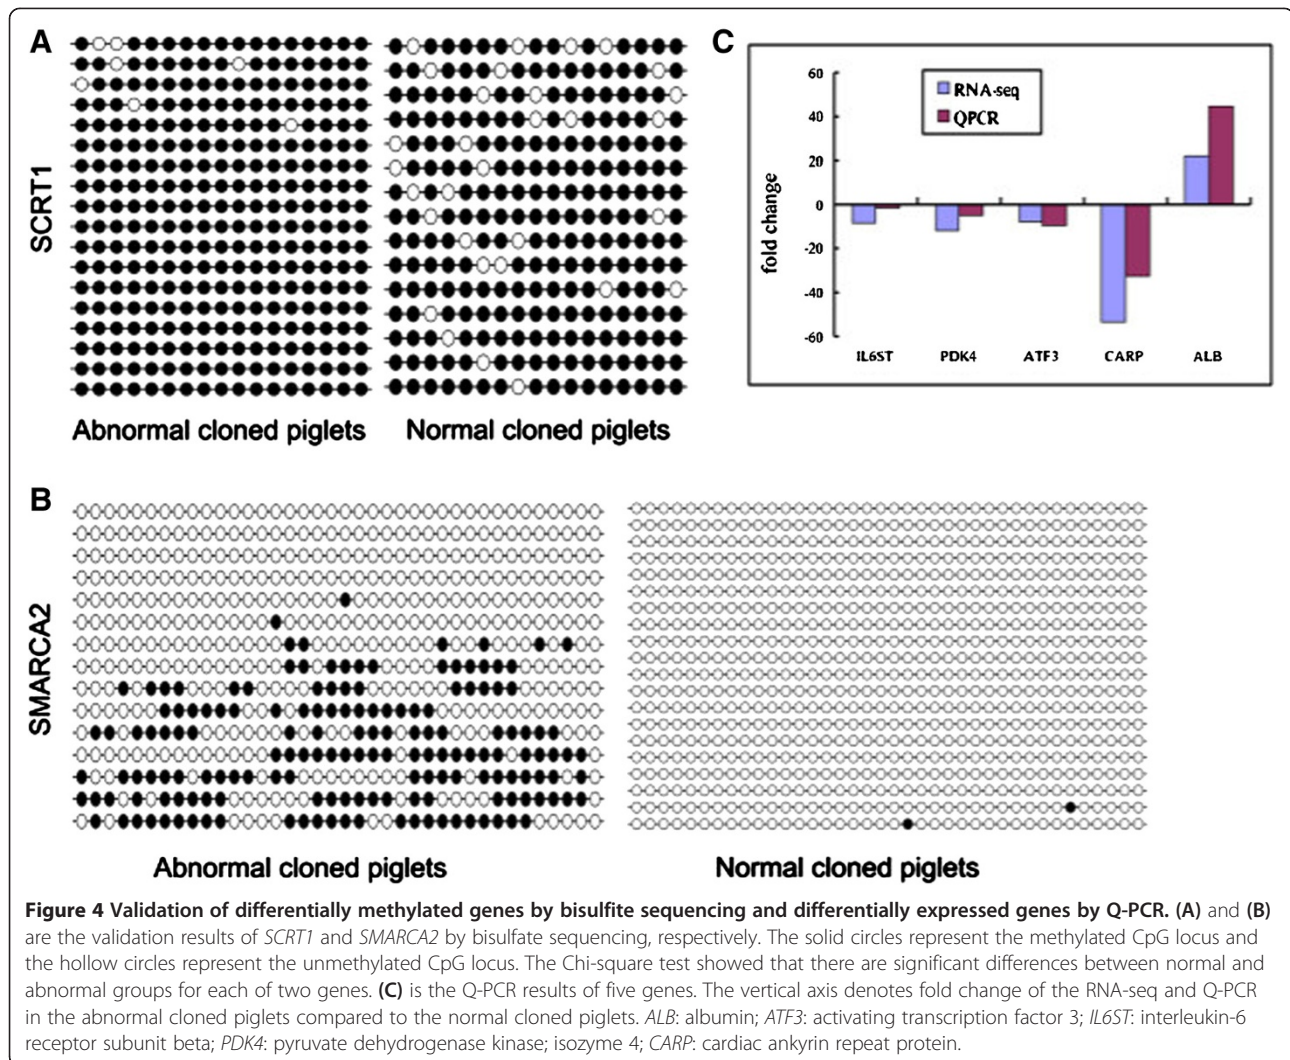 A
SCRT1
Abnormal cloned piglets
Normal cloned piglets
C
fold change
60
40
20
0
-20
-40
-60
RNA-seq
QPCR
IL6ST PDK4 ATF3 CARP ALB
B
SMARCA2
Abnormal cloned piglets
Normal cloned piglets
Figure 4 Validation of differentially methylated genes by bisulfite sequencing and differentially expressed genes by Q-PCR. (A) and (B)
are the validation results of SCRT1 and SMARCA2 by bisulfate sequencing, respectively. The solid circles represent the methylated CpG locus and
the hollow circles represent the unmethylated CpG locus. The Chi-square test showed that there are significant differences between normal and
abnormal groups for each of two genes. (C) is the Q-PCR results of five genes. The vertical axis denotes fold change of the RNA-seq and Q-PCR
in the abnormal cloned piglets compared to the normal cloned piglets. ALB: albumin; ATF3: activating transcription factor 3; IL6ST: interleukin-6
receptor subunit beta; PDK4: pyruvate dehydrogenase kinase; isozyme 4; CARP: cardiac ankyrin repeat protein.